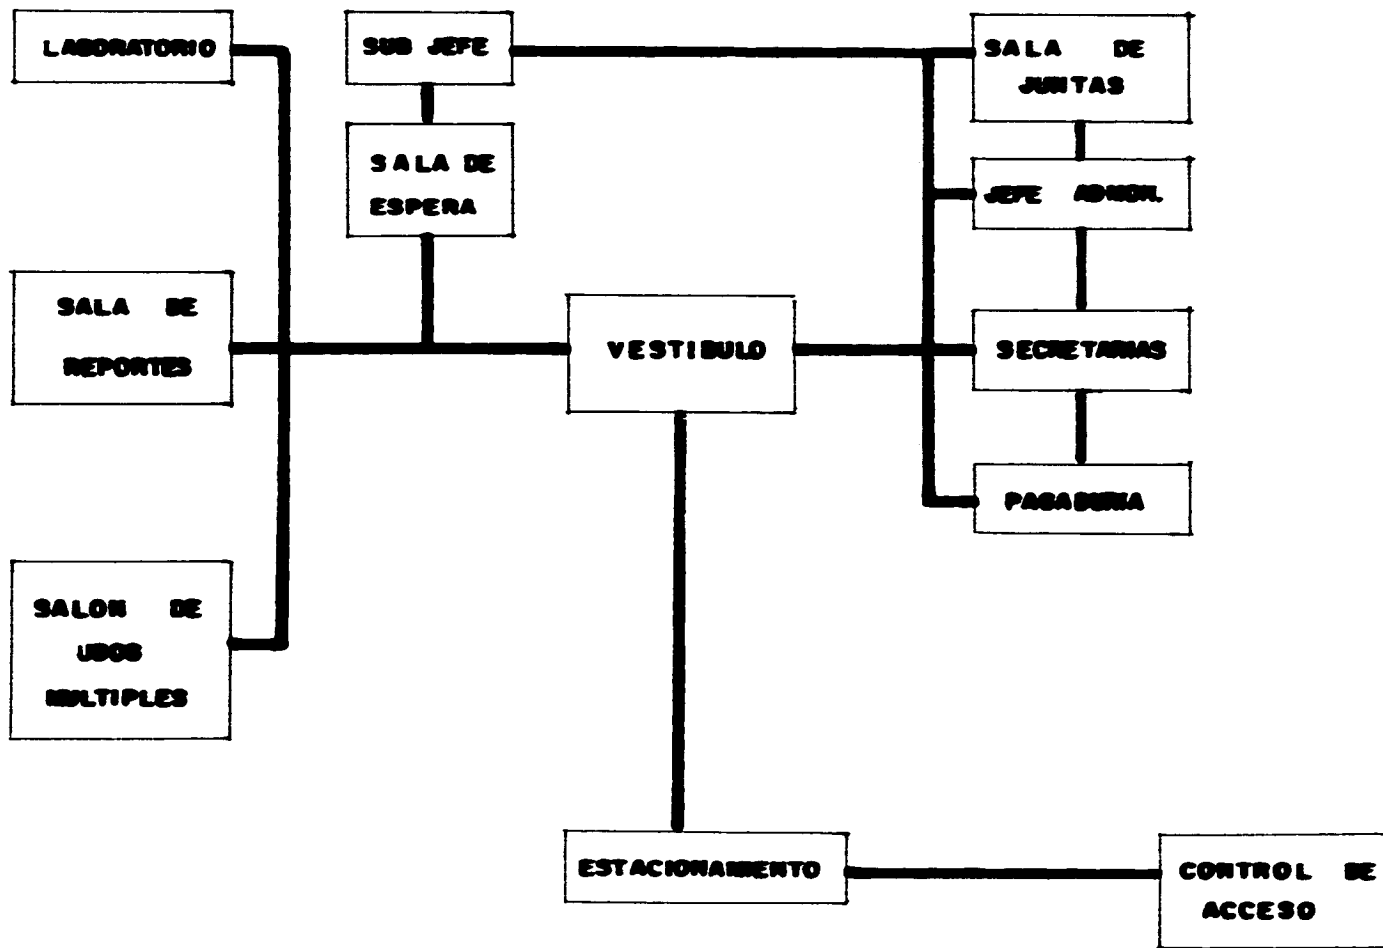 LABORATORIO
SUB JEFE
SALA DE
JUNTAS
SALA DE
ESPERA
JEFE ADMON.
SALA DE
REPORTES
VESTIBULO
SECRETARIAS
PAGADURIA
SALON DE
USOS
MULTIPLES
ESTACIONAMIENTO
CONTROL DE
ACCESO